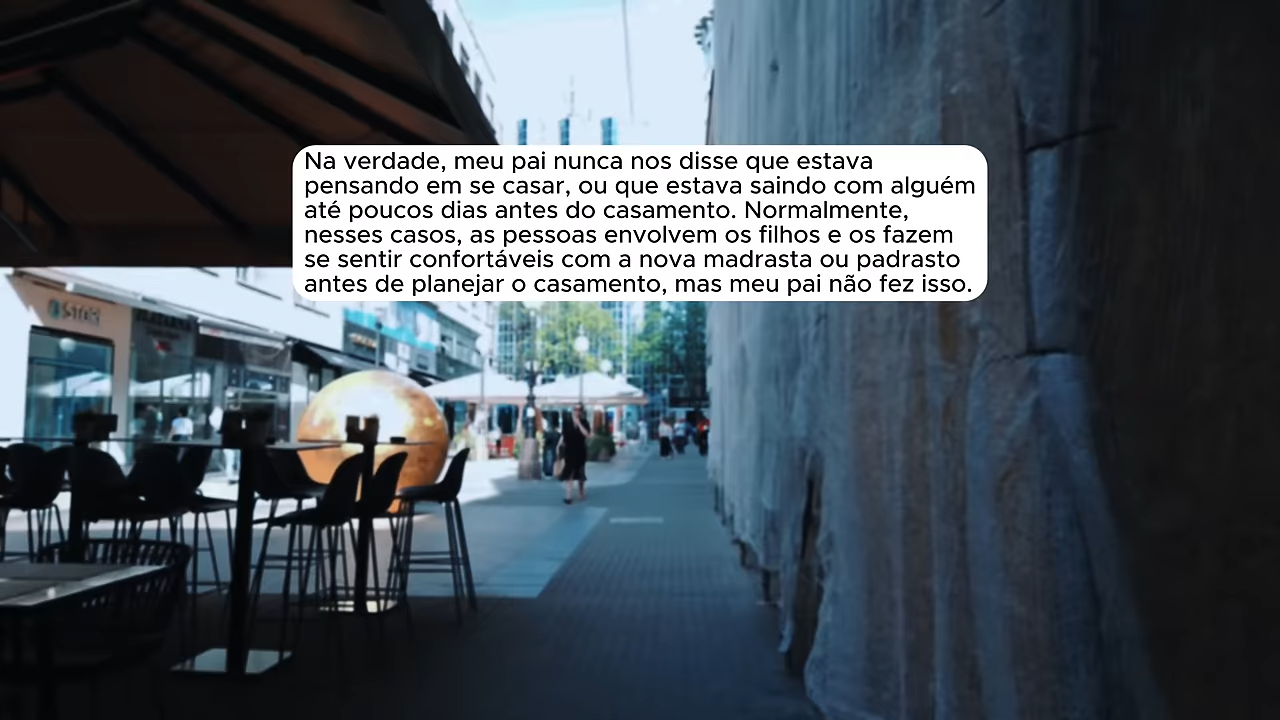 Na verdade, meu pai nunca nos disse que estava
pensando em se casar, ou que estava saindo com alguém
até poucos dias antes do casamento. Normalmente,
nesses casos, as pessoas envolvem os filhos e os fazem
se sentir confortáveis com a nova madrasta ou padrasto
antes de planejar o casamento, mas meu pai não fez isso.